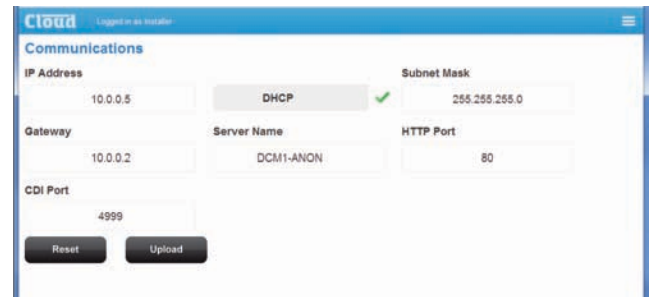 Cloud Logged in as Installer
Communications
IP Address
Subnet Mask
10.0.0.5 DHCP 255.255.255.0
Gateway Server Name HTTP Port
10.0.0.2 DCM1-ANON 80
CDI Port
4999
Reset Upload